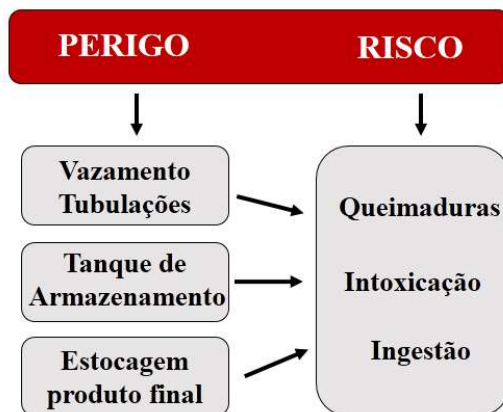 PERIGO
RISCO
Vazamento
Tubulações
Tanque de
Armazenamento
Estocagem
produto final
Queimaduras
Intoxicação
Ingestão